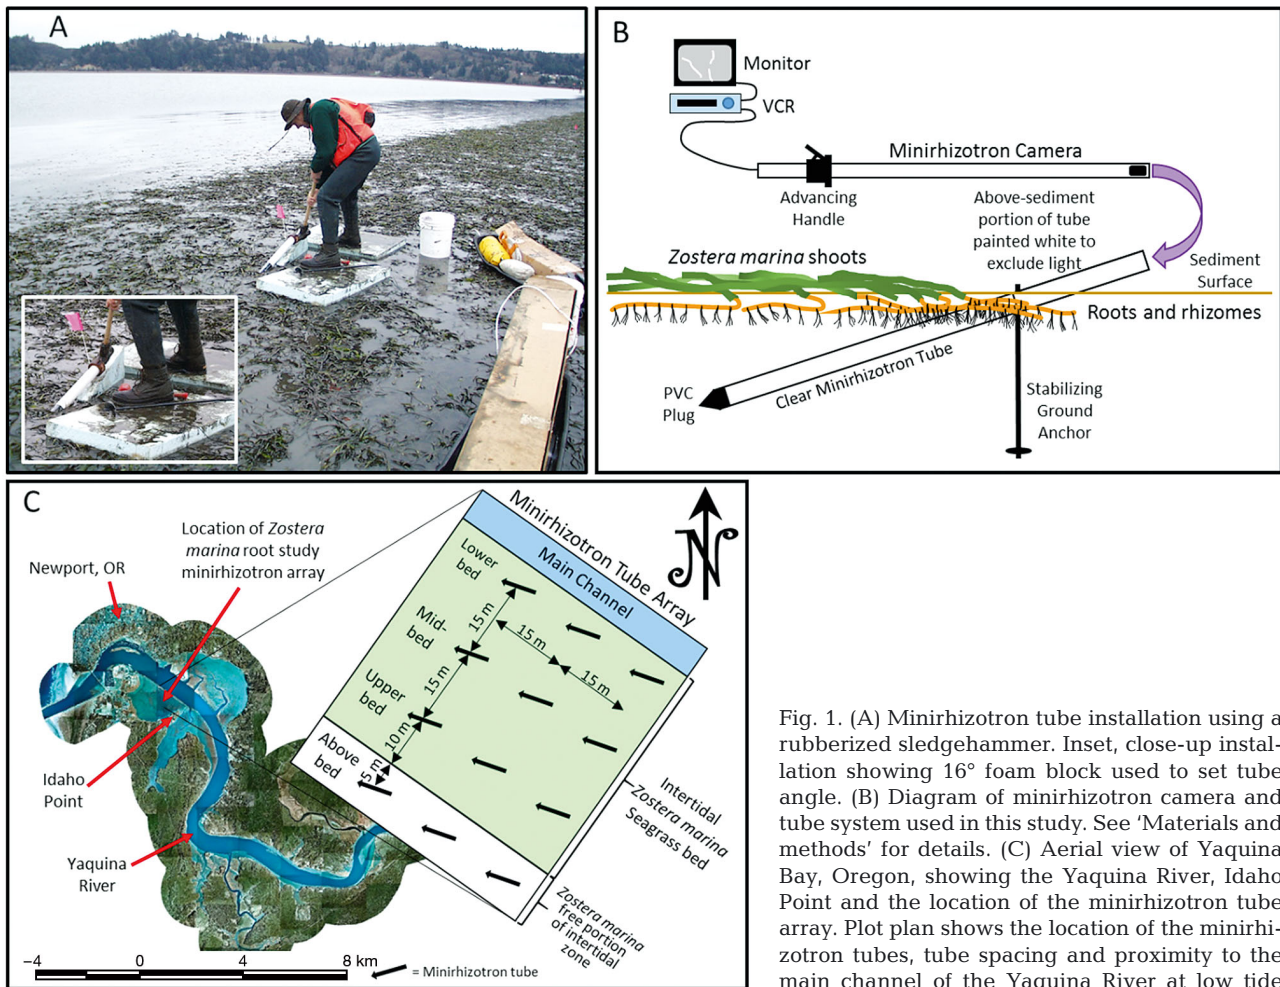 A
B
Monitor
VCR
Minirhizotron Camera
Advancing
Handle
Above-sediment
portion of tube
painted white to
exclude light
Zostera marina shoots
Sediment
Surface
Roots and rhizomes
Clear Minirhizotron Tube
PVC
Plug
Stabilizing
Ground
Anchor
C
Location of Zostera
marina root study
minirhizotron array
Newport, OR
Idaho
Point
Yaquina
River
Minirhizotron Tube Array
Main Channel
Lower
bed
15 m
Mid-
bed
15 m
15 m
15 m
Upper
bed
10 m
Above
bed
5 m
Intertidal
Zostera marina
Seagrass bed
Zostera marina
free portion
of intertidal
zone
N
−4 0 4 8 km
= Minirhizotron tube
Fig. 1. (A) Minirhizotron tube installation using a
rubberized sledgehammer. Inset, close-up instal-
lation showing 16° foam block used to set tube
angle. (B) Diagram of minirhizotron camera and
tube system used in this study. See ‘Materials and
methods’ for details. (C) Aerial view of Yaquina
Bay, Oregon, showing the Yaquina River, Idaho
Point and the location of the minirhizotron tube
array. Plot plan shows the location of the minirhi-
zotron tubes, tube spacing and proximity to the
main channel of the Yaquina River at low tide